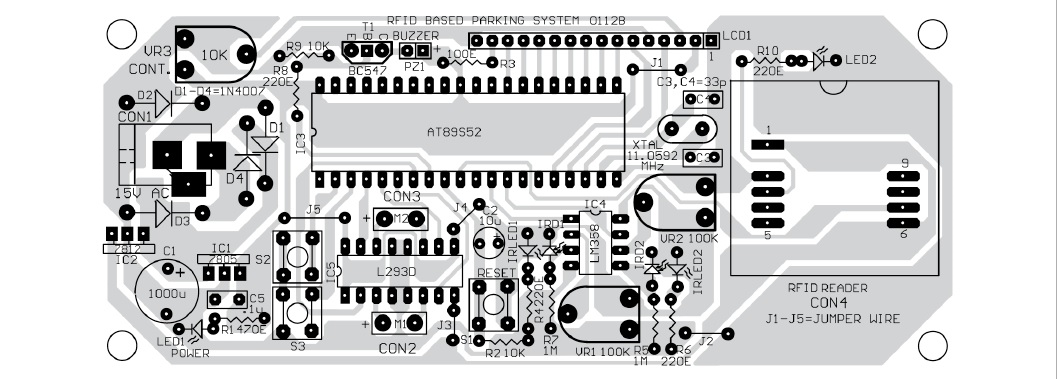 RFID BASED PARKING SYSTEM 0112B
VR3
10K
CONT.
R9 10K
R8
220E
T1
E B C
BC547
BUZZER
+
PZ1
100E
R3
LCD1
1
J1
R10
220E
LED2
C3,C4=33p
C4
D1-D4=1N4007
D2
CON1
D1
D4
15V AC
D3
IC3
AT89S52
XTAL
11.0592
MHz
C3
1
9
5
6
7812
IC2
IC1
7805
C1
+
1000u
C5
.1u
R1 470E
LED1
POWER
S2
S3
J5
CON3
+ M2
IC5
L293D
+ M1
CON2
J4
C2
10u
+
RESET
J3
S1
R2 10K
IRLED1
IRD1
R4 220E
R7
1M
IC4
LM358
VR1 100K
VR2 100K
IRD2
IRLED2
R5
1M
R6
220E
J2
RFID READER
CON4
J1-J5=JUMPER WIRE